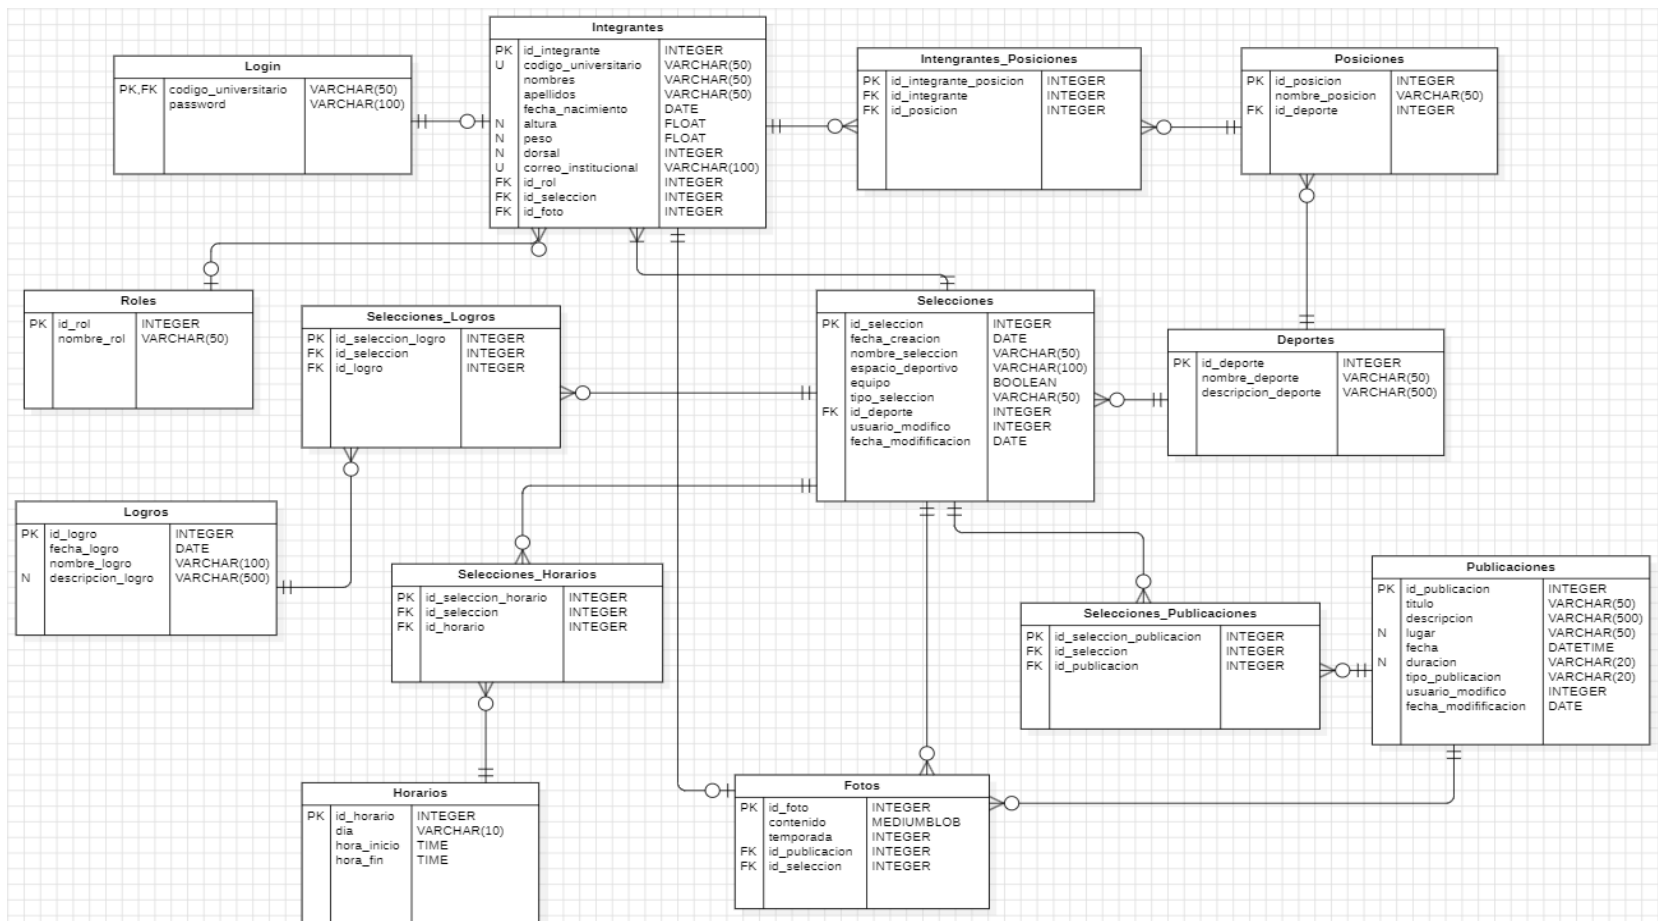 Integrantes
PK id_integrante INTEGER
U codigo_universitario VARCHAR(50)
nombres VARCHAR(50)
apellidos VARCHAR(50)
fecha_nacimiento DATE
N altura FLOAT
N peso FLOAT
N dorsal INTEGER
U correo_institucional VARCHAR(100)
FK id_rol INTEGER
FK id_seleccion INTEGER
FK id_foto INTEGER
Login
PK,FK codigo_universitario VARCHAR(50)
password VARCHAR(100)
Intengrantes_Posiciones
PK id_integrante_posicion INTEGER
FK id_integrante INTEGER
FK id_posicion INTEGER
Posiciones
PK id_posicion INTEGER
nombre_posicion VARCHAR(50)
FK id_deporte INTEGER
Roles
PK id_rol INTEGER
nombre_rol VARCHAR(50)
Selecciones_Logros
PK id_seleccion_logro INTEGER
FK id_seleccion INTEGER
FK id_logro INTEGER
Selecciones
PK id_seleccion INTEGER
fecha_creacion DATE
nombre_seleccion VARCHAR(50)
espacio_deportivo VARCHAR(100)
equipo BOOLEAN
tipo_seleccion VARCHAR(50)
FK id_deporte INTEGER
usuario_modifico INTEGER
fecha_modifificacion DATE
Deportes
PK id_deporte INTEGER
nombre_deporte VARCHAR(50)
descripcion_deporte VARCHAR(500)
Logros
PK id_logro INTEGER
fecha_logro DATE
nombre_logro VARCHAR(100)
N descripcion_logro VARCHAR(500)
Selecciones_Horarios
PK id_seleccion_horario INTEGER
FK id_seleccion INTEGER
FK id_horario INTEGER
Selecciones_Publicaciones
PK id_seleccion_publicacion INTEGER
FK id_seleccion INTEGER
FK id_publicacion INTEGER
Publicaciones
PK id_publicacion INTEGER
titulo VARCHAR(50)
descripcion VARCHAR(500)
N lugar VARCHAR(50)
fecha DATETIME
N duracion VARCHAR(20)
tipo_publicacion VARCHAR(20)
usuario_modifico INTEGER
fecha_modifificacion DATE
Horarios
PK id_horario INTEGER
dia VARCHAR(10)
hora_inicio TIME
hora_fin TIME
Fotos
PK id_foto INTEGER
contenido MEDIUMBLOB
temporada INTEGER
FK id_publicacion INTEGER
FK id_seleccion INTEGER